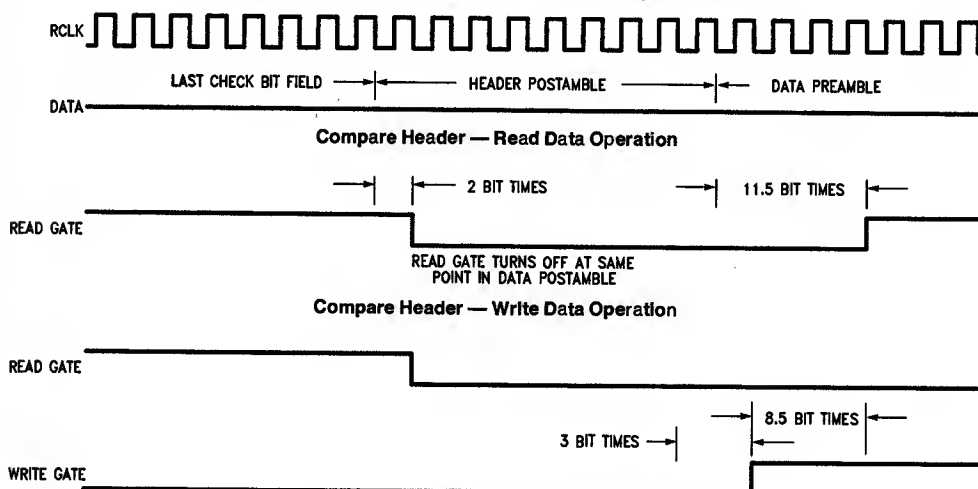 RCLK
LAST CHECK BIT FIELD
HEADER POSTAMBLE
DATA PREAMBLE
DATA
Compare Header — Read Data Operation
2 BIT TIMES
11.5 BIT TIMES
READ GATE
READ GATE TURNS OFF AT SAME
POINT IN DATA POSTAMBLE
Compare Header — Write Data Operation
READ GATE
8.5 BIT TIMES
3 BIT TIMES
WRITE GATE